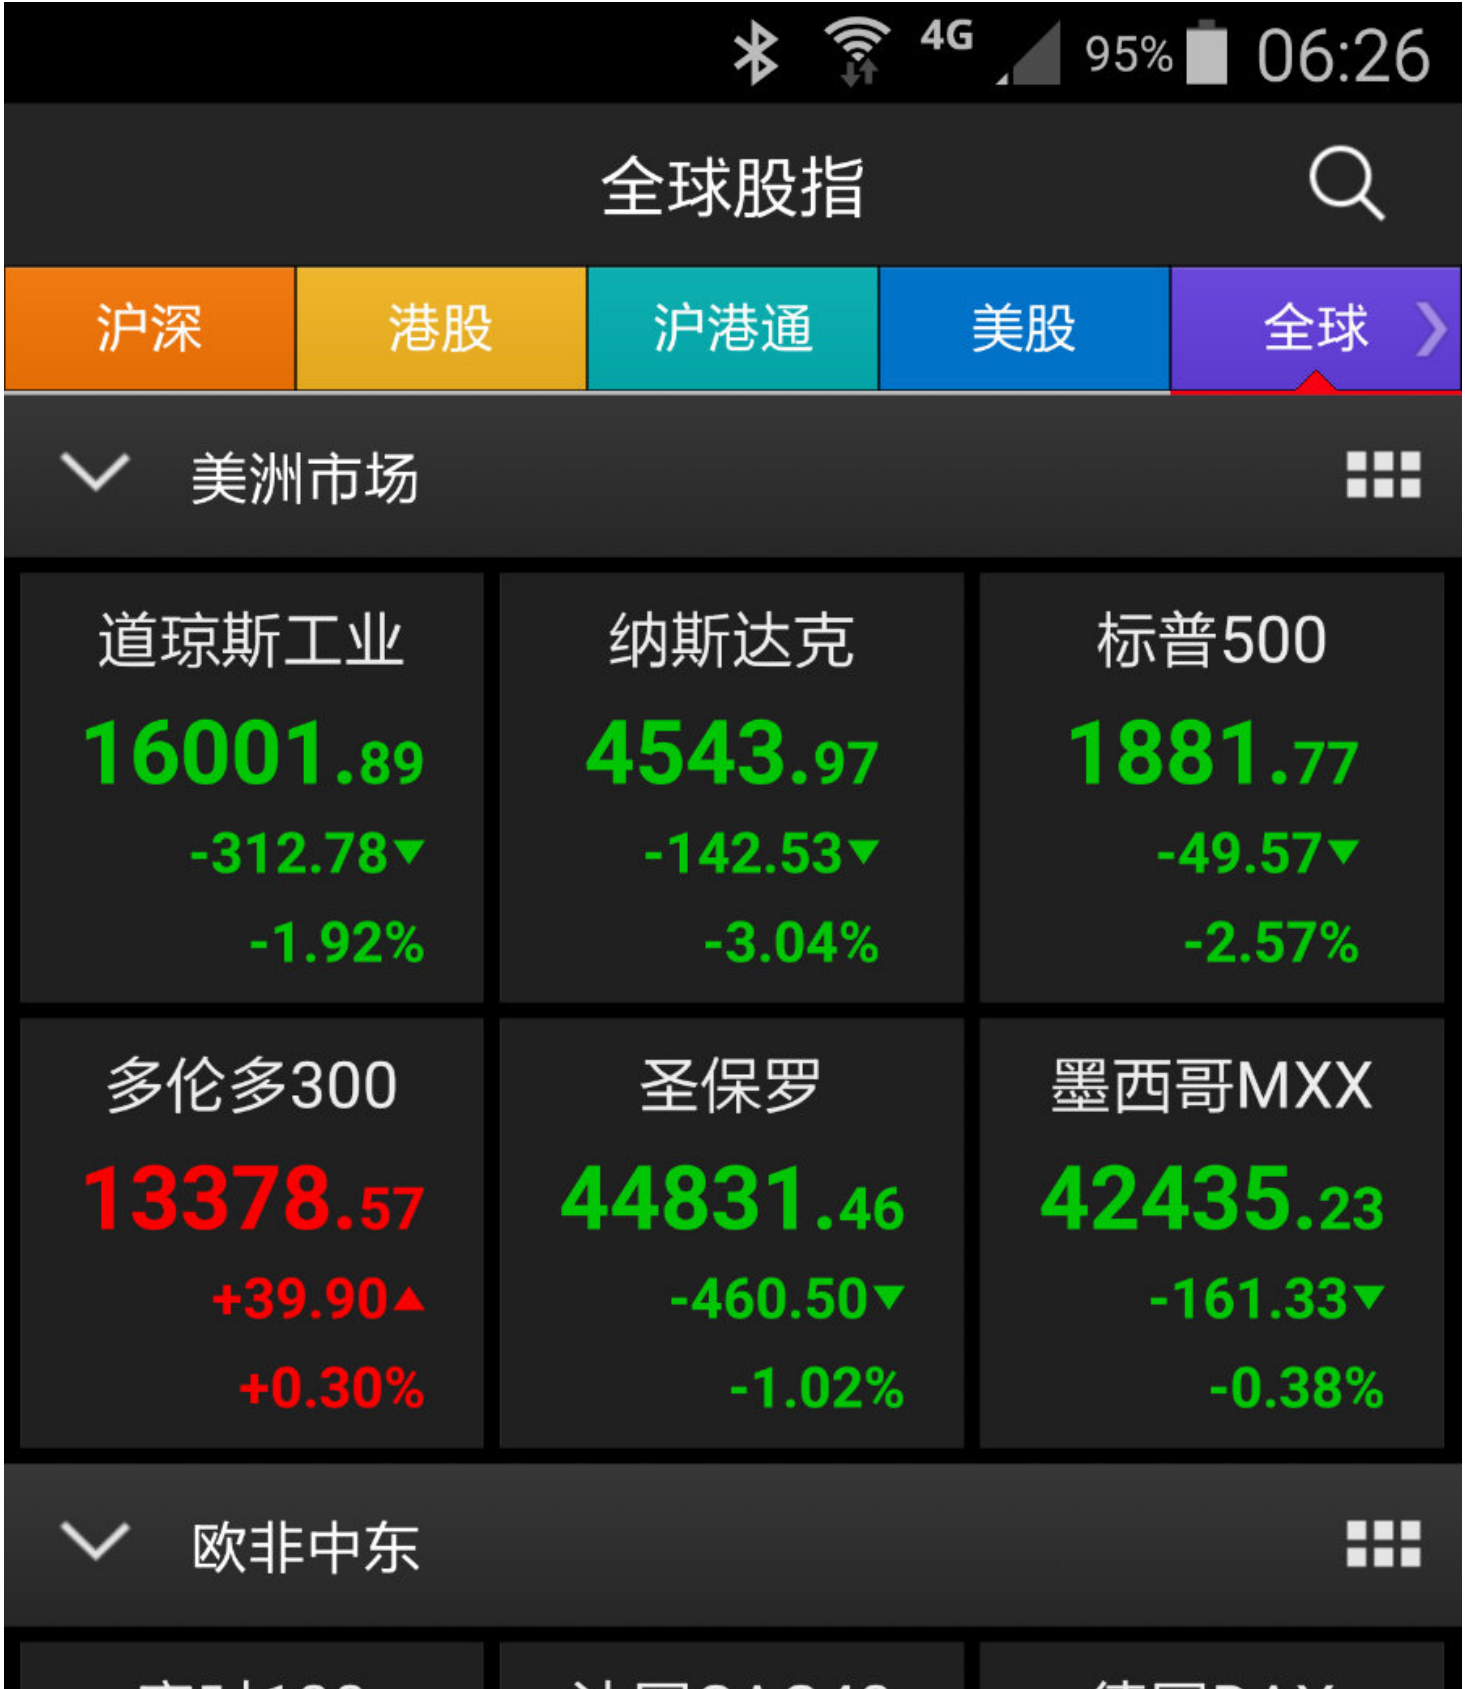 4G 95% 06:26
全球股指
沪深 港股 沪港通 美股 全球
美洲市场
道琼斯工业 纳斯达克 标普500
16001.89 4543.97 1881.77
-312.78▼ -142.53▼ -49.57▼
-1.92% -3.04% -2.57%
多伦多300 圣保罗 墨西哥MXX
13378.57 44831.46 42435.23
+39.90▲ -460.50▼ -161.33▼
+0.30% -1.02% -0.38%
欧非中东